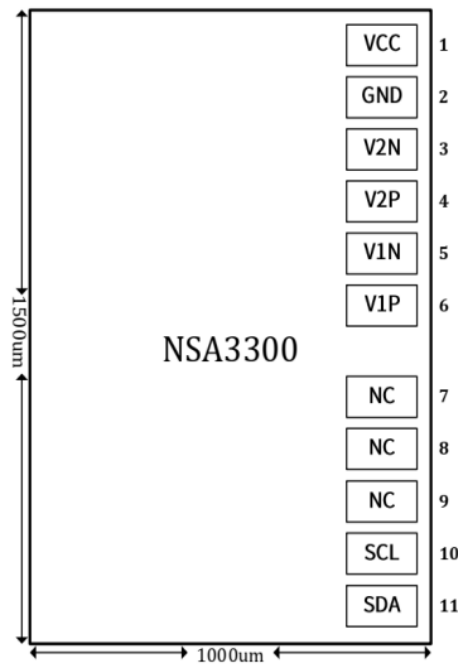 VCC 1
GND 2
V2N 3
V2P 4
V1N 5
V1P 6
1500um
NSA3300
NC 7
NC 8
NC 9
SCL 10
SDA 11
1000um